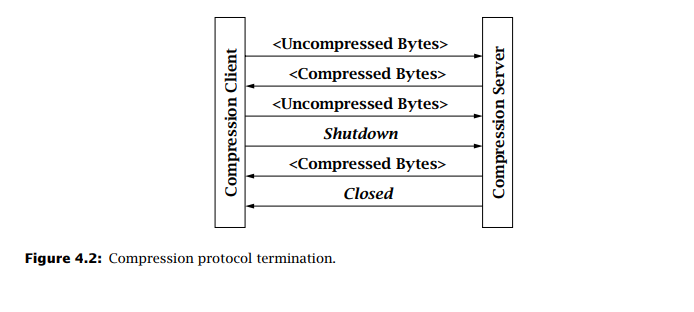 Compression Client
<Uncompressed Bytes>
<Compressed Bytes>
<Uncompressed Bytes>
Shutdown
<Compressed Bytes>
Closed
Compression Server
Figure 4.2: Compression protocol termination.